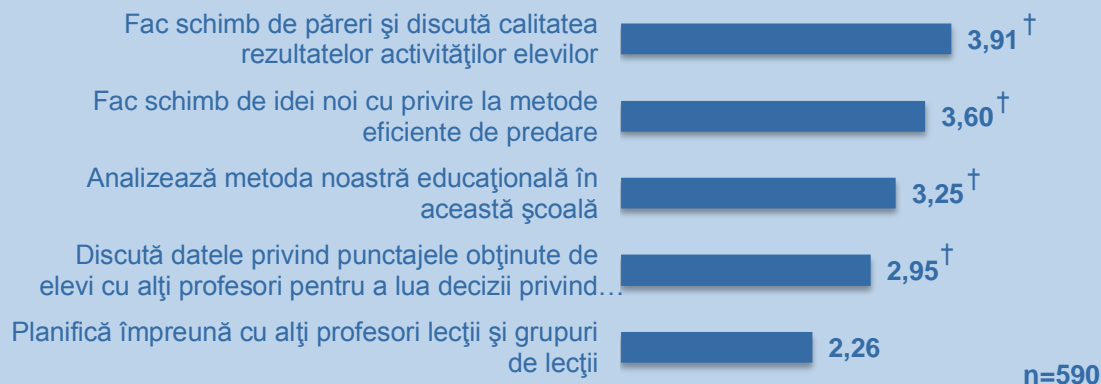 Fac schimb de păreri şi discută calitatea
rezultatelor activităţilor elevilor
3,91†
Fac schimb de idei noi cu privire la metode
eficiente de predare
3,60†
Analizează metoda noastră educaţională în
această şcoală
3,25†
Discută datele privind punctajele obţinute de
elevi cu alţi profesori pentru a lua decizii privind…
2,95†
Planifică împreună cu alţi profesori lecţii şi grupuri
de lecţii
2,26
n=590